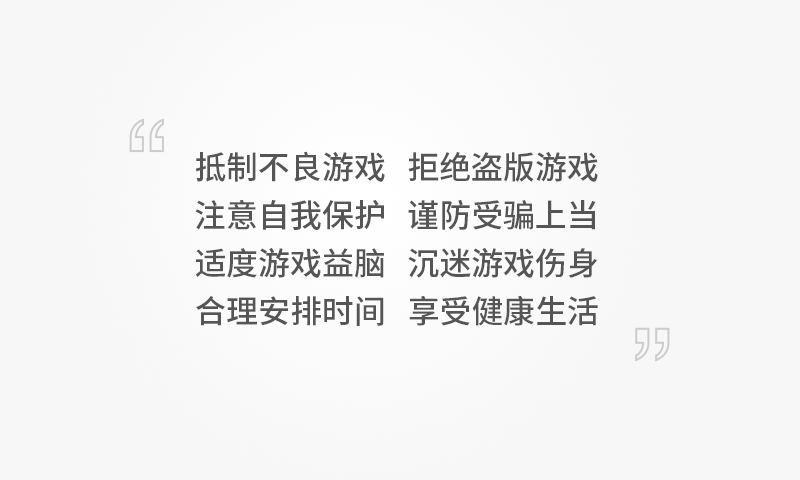 抵制不良游戏 拒绝盗版游戏
注意自我保护 谨防受骗上当
适度游戏益脑 沉迷游戏伤身
合理安排时间 享受健康生活